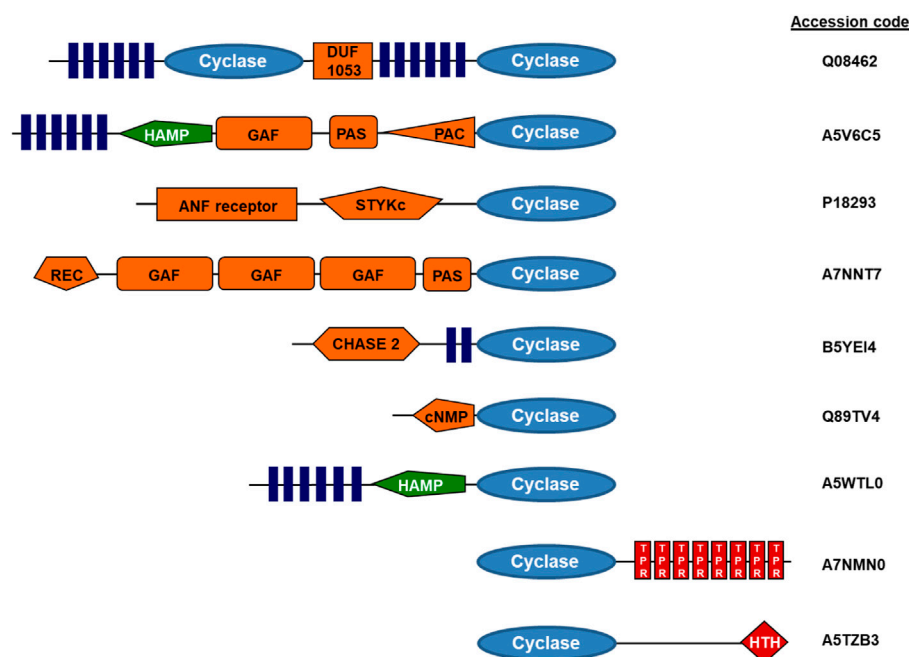 Accession code
Cyclase DUF 1053 Cyclase Q08462
HAMP GAF PAS PAC Cyclase A5V6C5
ANF receptor STYKc Cyclase P18293
REC GAF GAF GAF PAS Cyclase A7NNT7
CHASE 2 Cyclase B5YEI4
cNMP Cyclase Q89TV4
HAMP Cyclase A5WTL0
Cyclase TPR TPR TPR TPR TPR TPR TPR TPR A7NMN0
Cyclase HTH A5TZB3